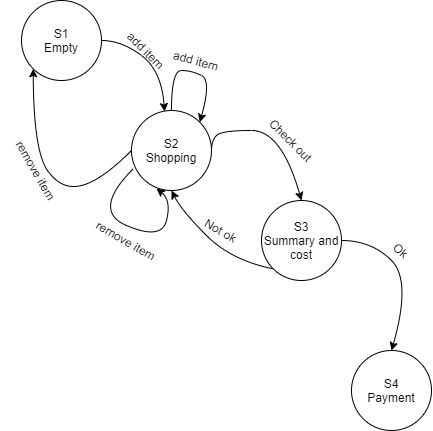 S1
Empty
add item
add item
S2
Shopping
Check out
remove item
remove item
Not ok
S3
Summary and
cost
Ok
S4
Payment